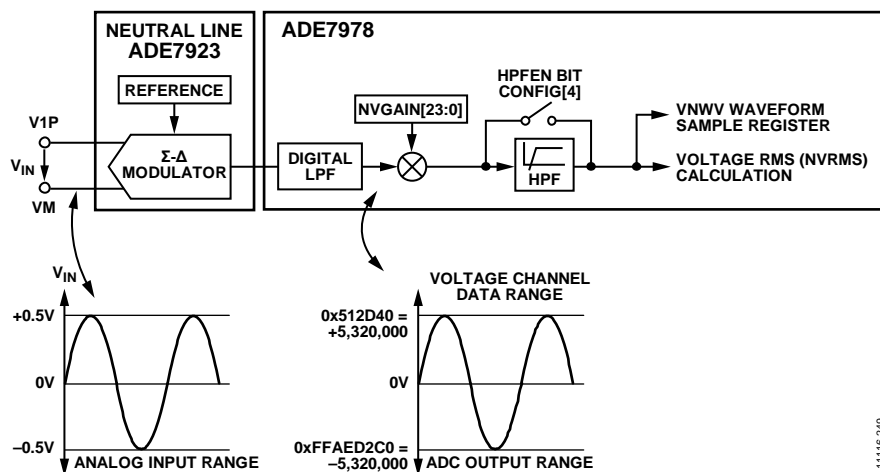 NEUTRAL LINE
ADE7923
ADE7978
REFERENCE
HPFEN BIT
CONFIG[4]
NVGAIN[23:0]
VNWV WAVEFORM
SAMPLE REGISTER
V1P
VIN
VM
Σ-Δ
MODULATOR
DIGITAL
LPF
HPF
VOLTAGE RMS (NVRMS)
CALCULATION
VIN
+0.5V
0V
–0.5V
ANALOG INPUT RANGE
VOLTAGE CHANNEL
DATA RANGE
0x512D40 =
+5,320,000
0V
0xFFAED2C0 =
–5,320,000
ADC OUTPUT RANGE
11116-249